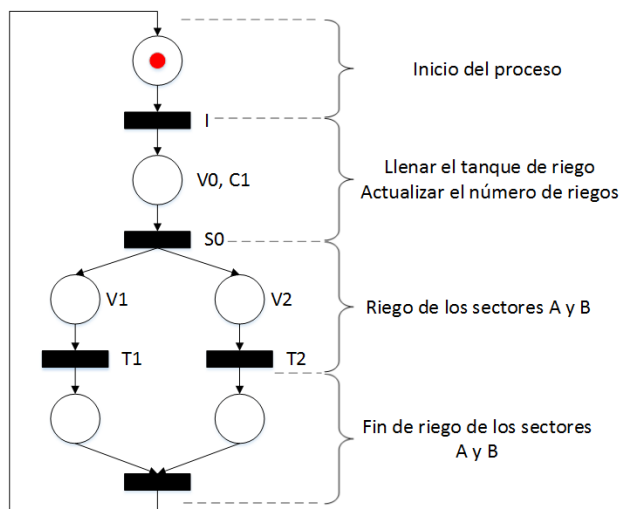 Inicio del proceso
I
Llenar el tanque de riego
Actualizar el número de riegos
V0, C1
S0
V1
V2
Riego de los sectores A y B
T1
T2
Fin de riego de los sectores
A y B